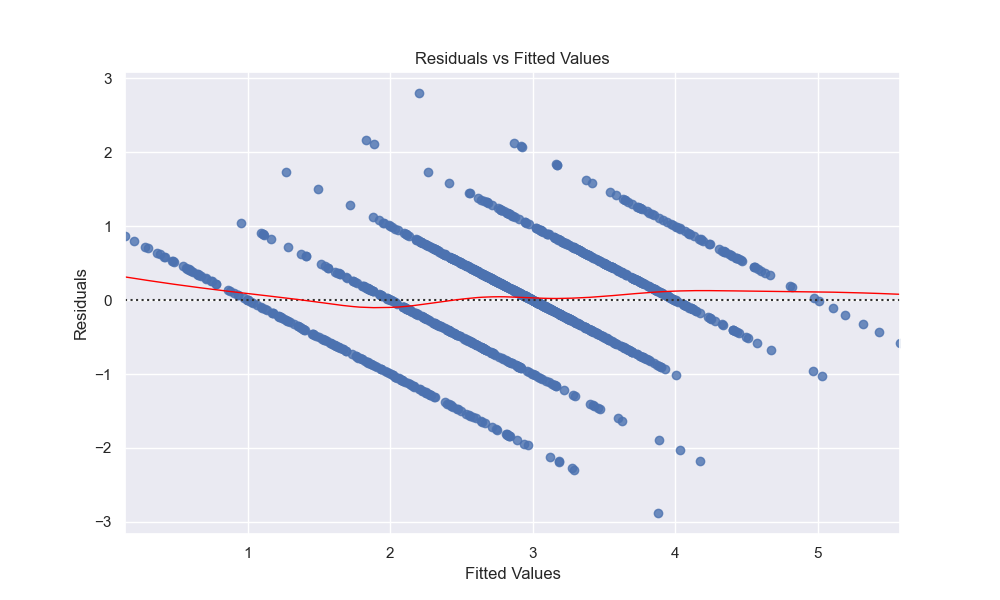 Residuals vs Fitted Values
3
2
1
0
−1
−2
−3
Residuals
1 2 3 4 5
Fitted Values